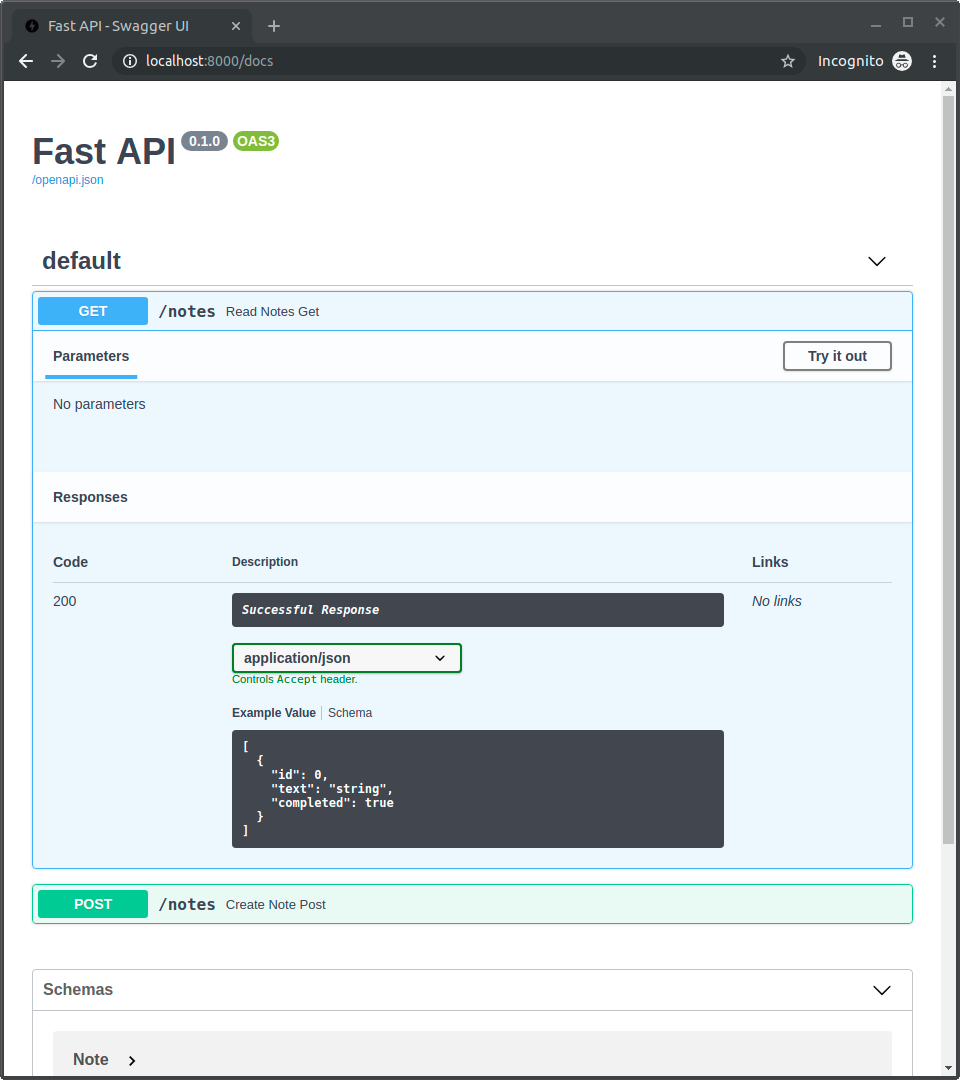 Fast API - Swagger UI
localhost:8000/docs
Incognito
Fast API 0.1.0 OAS3
/openapi.json
default
GET /notes Read Notes Get
Parameters
Try it out
No parameters
Responses
Code Description Links
200 Successful Response No links
application/json
Controls Accept header.
Example Value Schema
[
  {
    "id": 0,
    "text": "string",
    "completed": true
  }
]
POST /notes Create Note Post
Schemas
Note